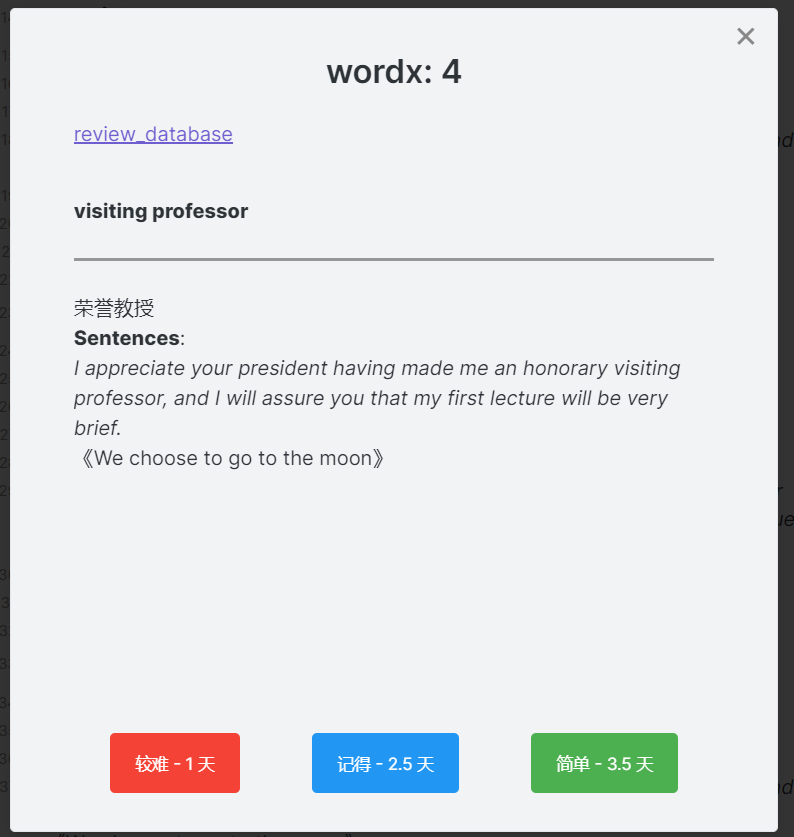 wordx: 4
review_database
visiting professor
荣誉教授
Sentences:
I appreciate your president having made me an honorary visiting
professor, and I will assure you that my first lecture will be very
brief.
《We choose to go to the moon》
较难 - 1 天
记得 - 2.5 天
简单 - 3.5 天